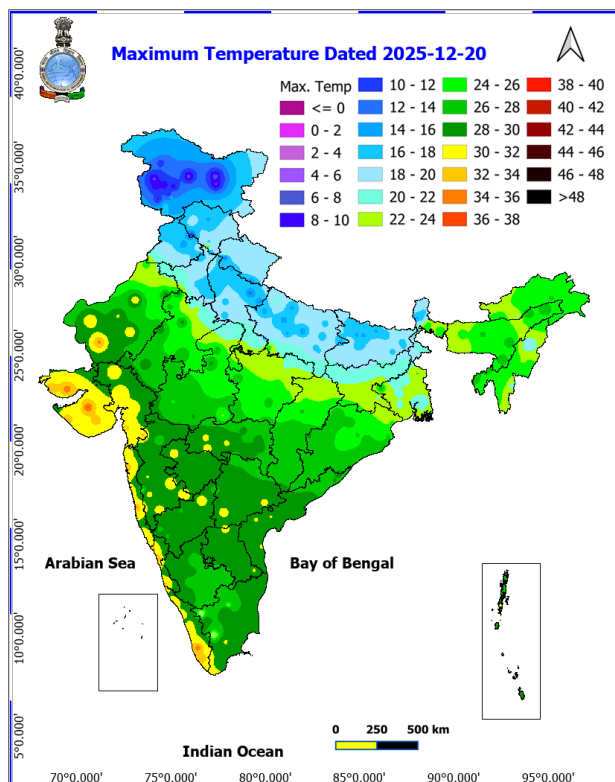 Maximum Temperature Dated 2025-12-20
Max. Temp
<= 0
0 - 2
2 - 4
4 - 6
6 - 8
8 - 10
10 - 12
12 - 14
14 - 16
16 - 18
18 - 20
20 - 22
22 - 24
24 - 26
26 - 28
28 - 30
30 - 32
32 - 34
34 - 36
36 - 38
38 - 40
40 - 42
42 - 44
44 - 46
46 - 48
>48
40°0.000'
35°0.000'
30°0.000'
25°0.000'
20°0.000'
15°0.000'
10°0.000'
5°0.000'
Arabian Sea
Bay of Bengal
0 250 500 km
Indian Ocean
70°0.000' 75°0.000' 80°0.000' 85°0.000' 90°0.000' 95°0.000'